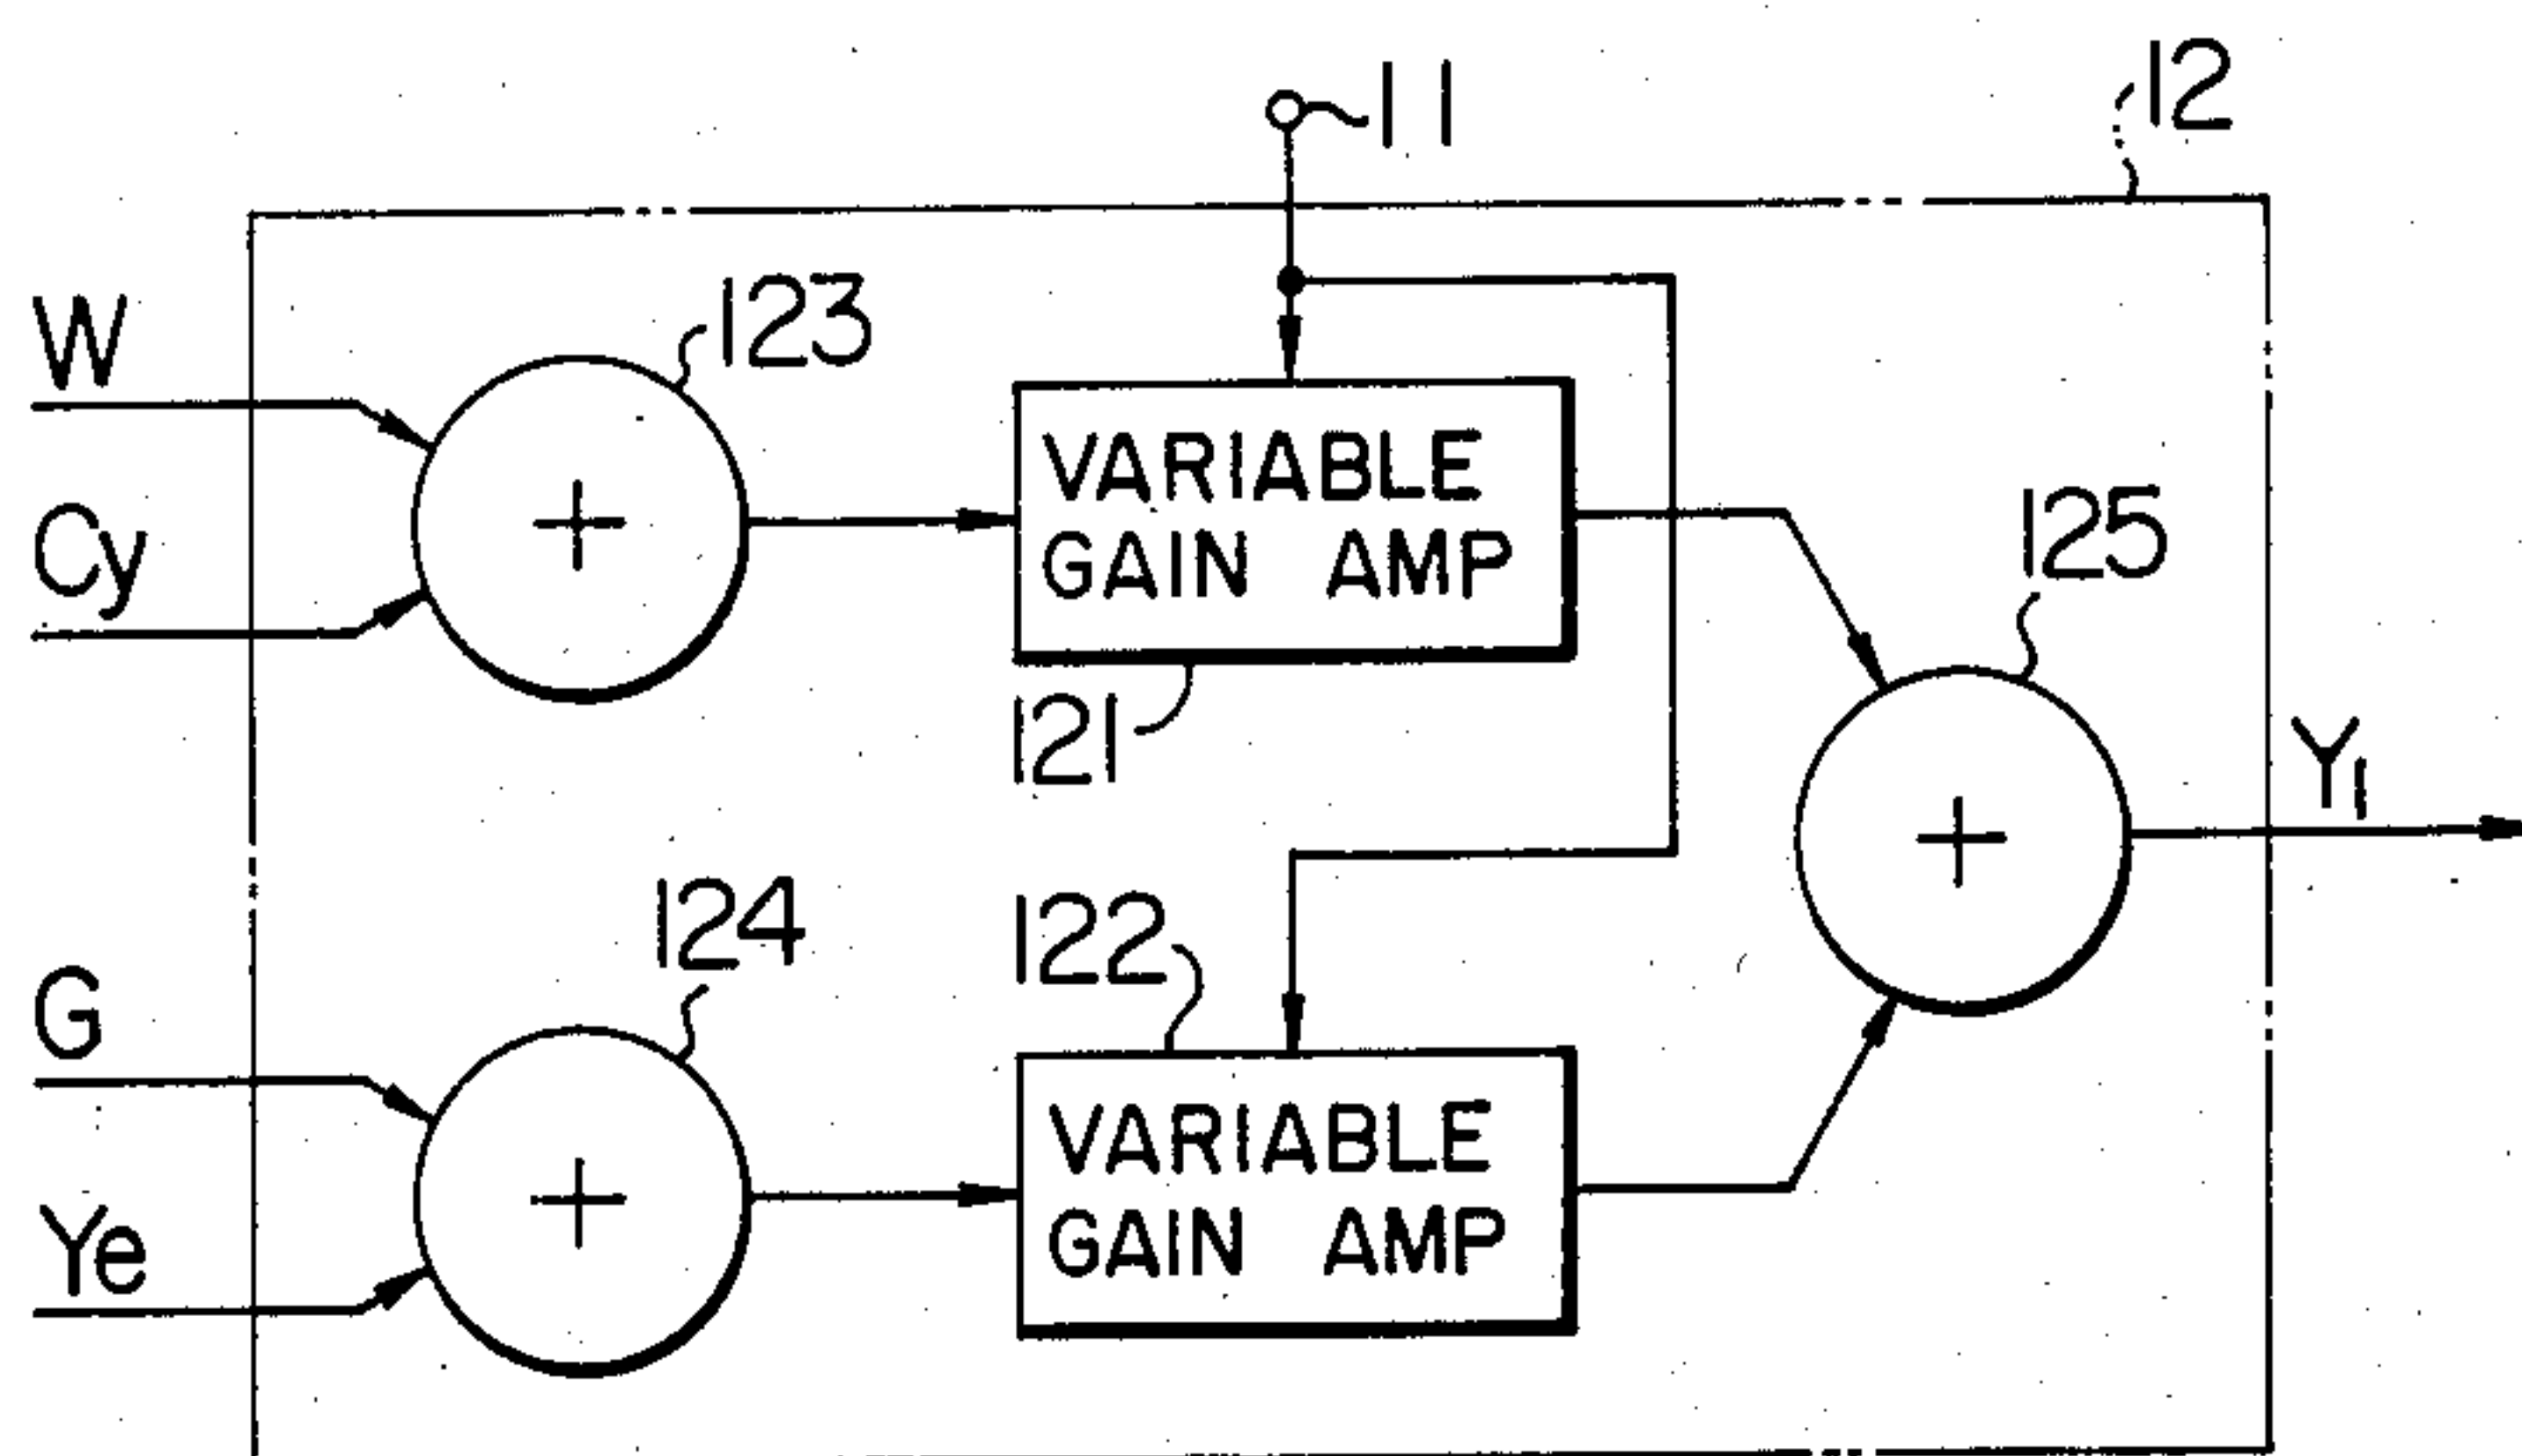 11
12
W
123
Cy
VARIABLE
GAIN AMP
125
121
Y1
124
122
G
Ye
VARIABLE
GAIN AMP